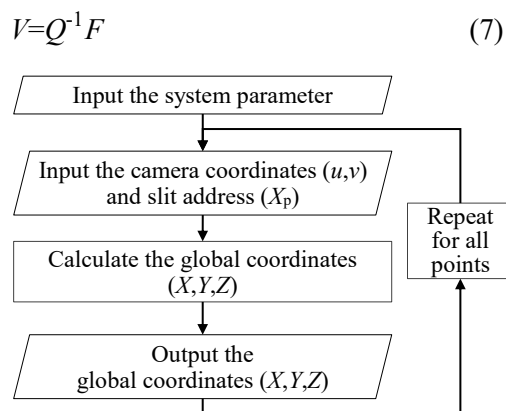 V=Q⁻¹F (7)
Input the system parameter
Input the camera coordinates (u,v)
and slit address (Xₚ)
Calculate the global coordinates
(X,Y,Z)
Output the
global coordinates (X,Y,Z)
Repeat
for all
points